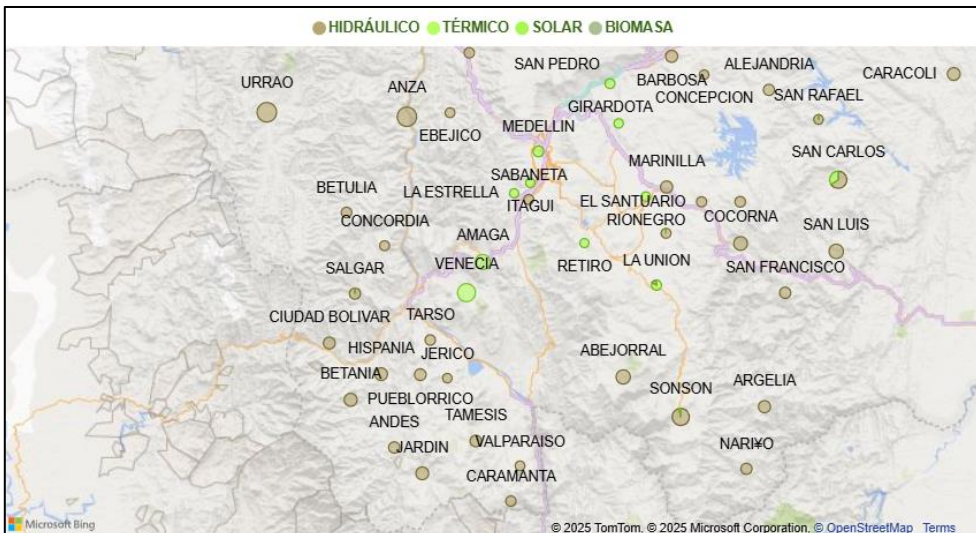 HIDRÁULICO TÉRMICO SOLAR BIOMASA
SAN PEDRO
ALEJANDRIA
BARBOSA
CARACOLI
URRAO
ANZA
CONCEPCION
SAN RAFAEL
GIRARDOTA
EBEJICO
MEDELLIN
SAN CARLOS
MARINILLA
SABANETA
BETULIA
LA ESTRELLA
EL SANTUARIO
ITAGUI
COCORNA
CONCORDIA
RIONEGRO
SAN LUIS
AMAGA
VENECIA
RETIRO
LA UNION
SALGAR
SAN FRANCISCO
CIUDAD BOLIVAR
TARSO
HISPANIA
JERICO
ABEJORRAL
BETANIA
ARGELIA
SONSON
PUEBLORRICO
TAMESIS
ANDES
VALPARAISO
NARI¥O
JARDIN
CARAMANTA
Microsoft Bing
© 2025 TomTom, © 2025 Microsoft Corporation, © OpenStreetMap Terms